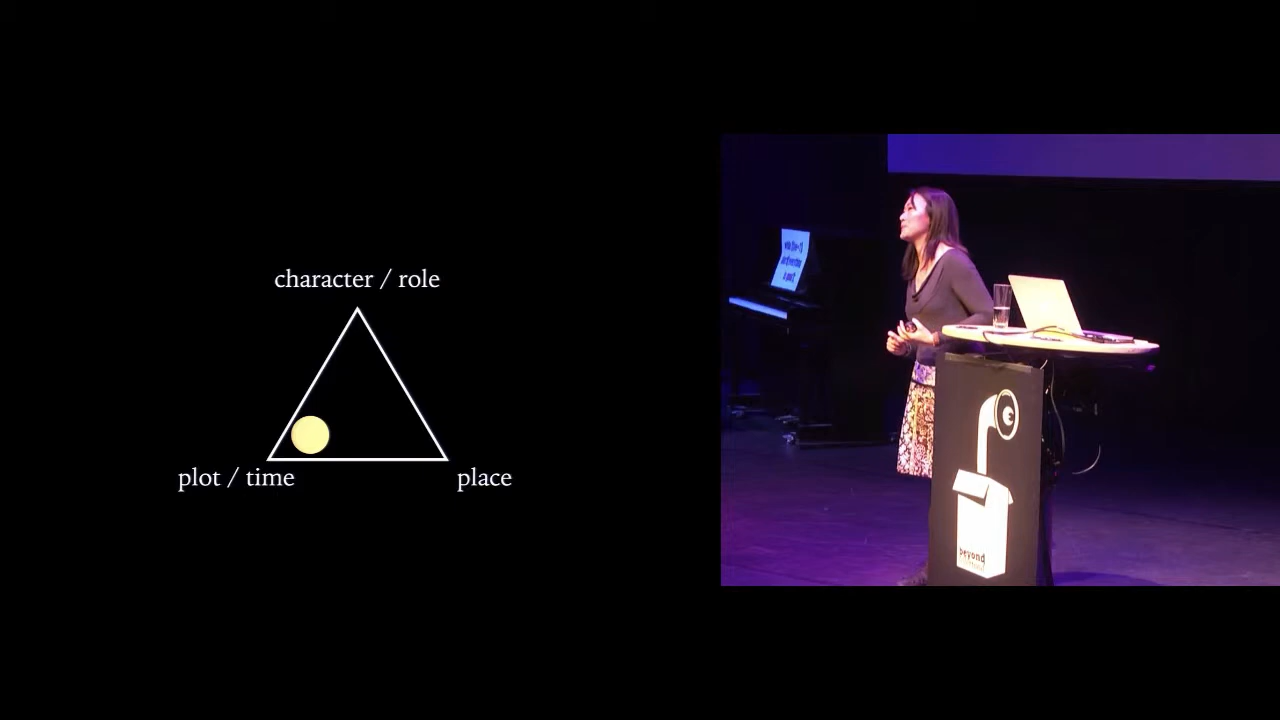 character / role
plot / time
place
beyond